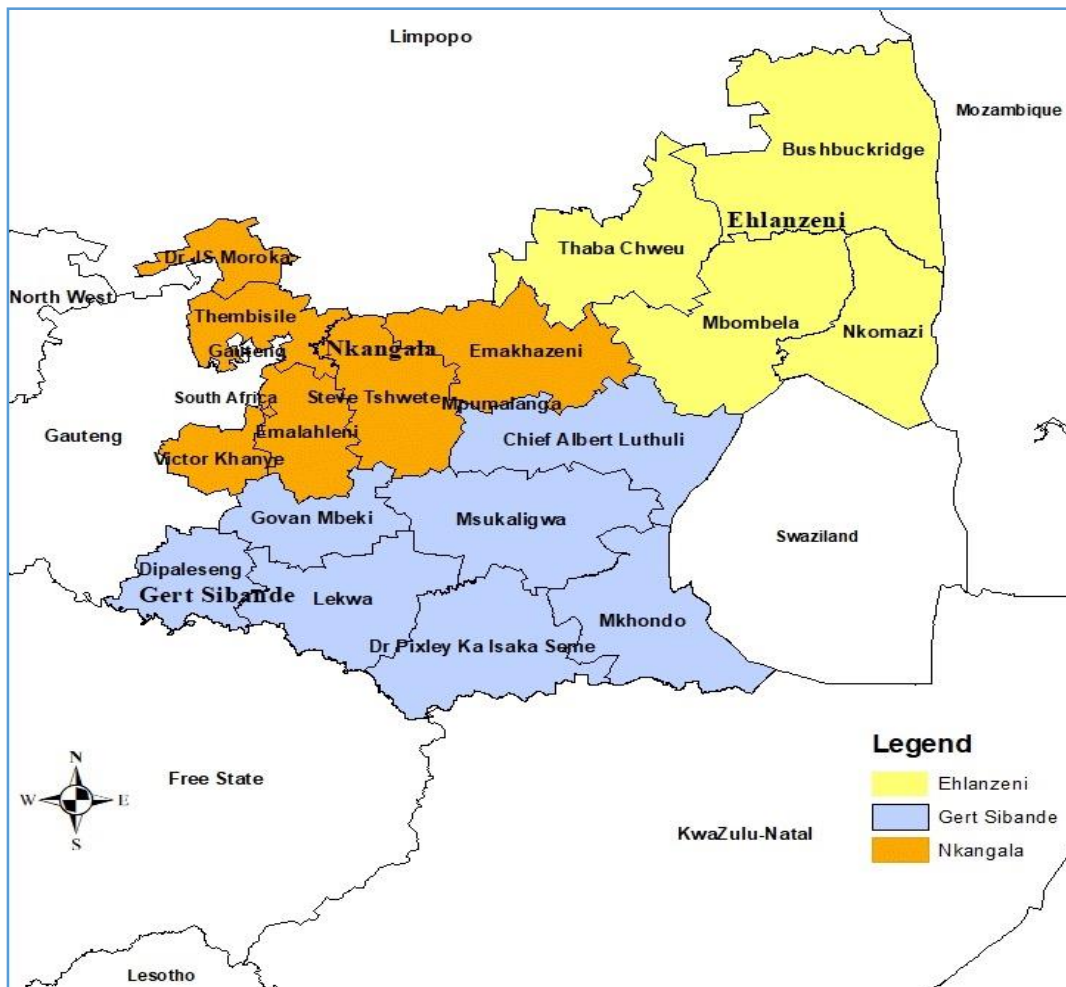 Limpopo
Mozambique
Bushbuckridge
Ehlanzeni
Thaba Chweu
Dr JS Moroka
North West
Thembisile
Mbombela
Nkomazi
Gauteng
Nkangala
Emakhazeni
South Africa
Steve Tshwete
Mpumalanga
Gauteng
Emalahleni
Chief Albert Luthuli
Victor Khanye
Govan Mbeki
Msukaligwa
Swaziland
Dipaleseng
Gert Sibande
Lekwa
Mkhondo
Dr Pixley Ka Isaka Seme
Legend
Ehlanzeni
Gert Sibande
Nkangala
N
W
E
S
Free State
KwaZulu-Natal
Lesotho